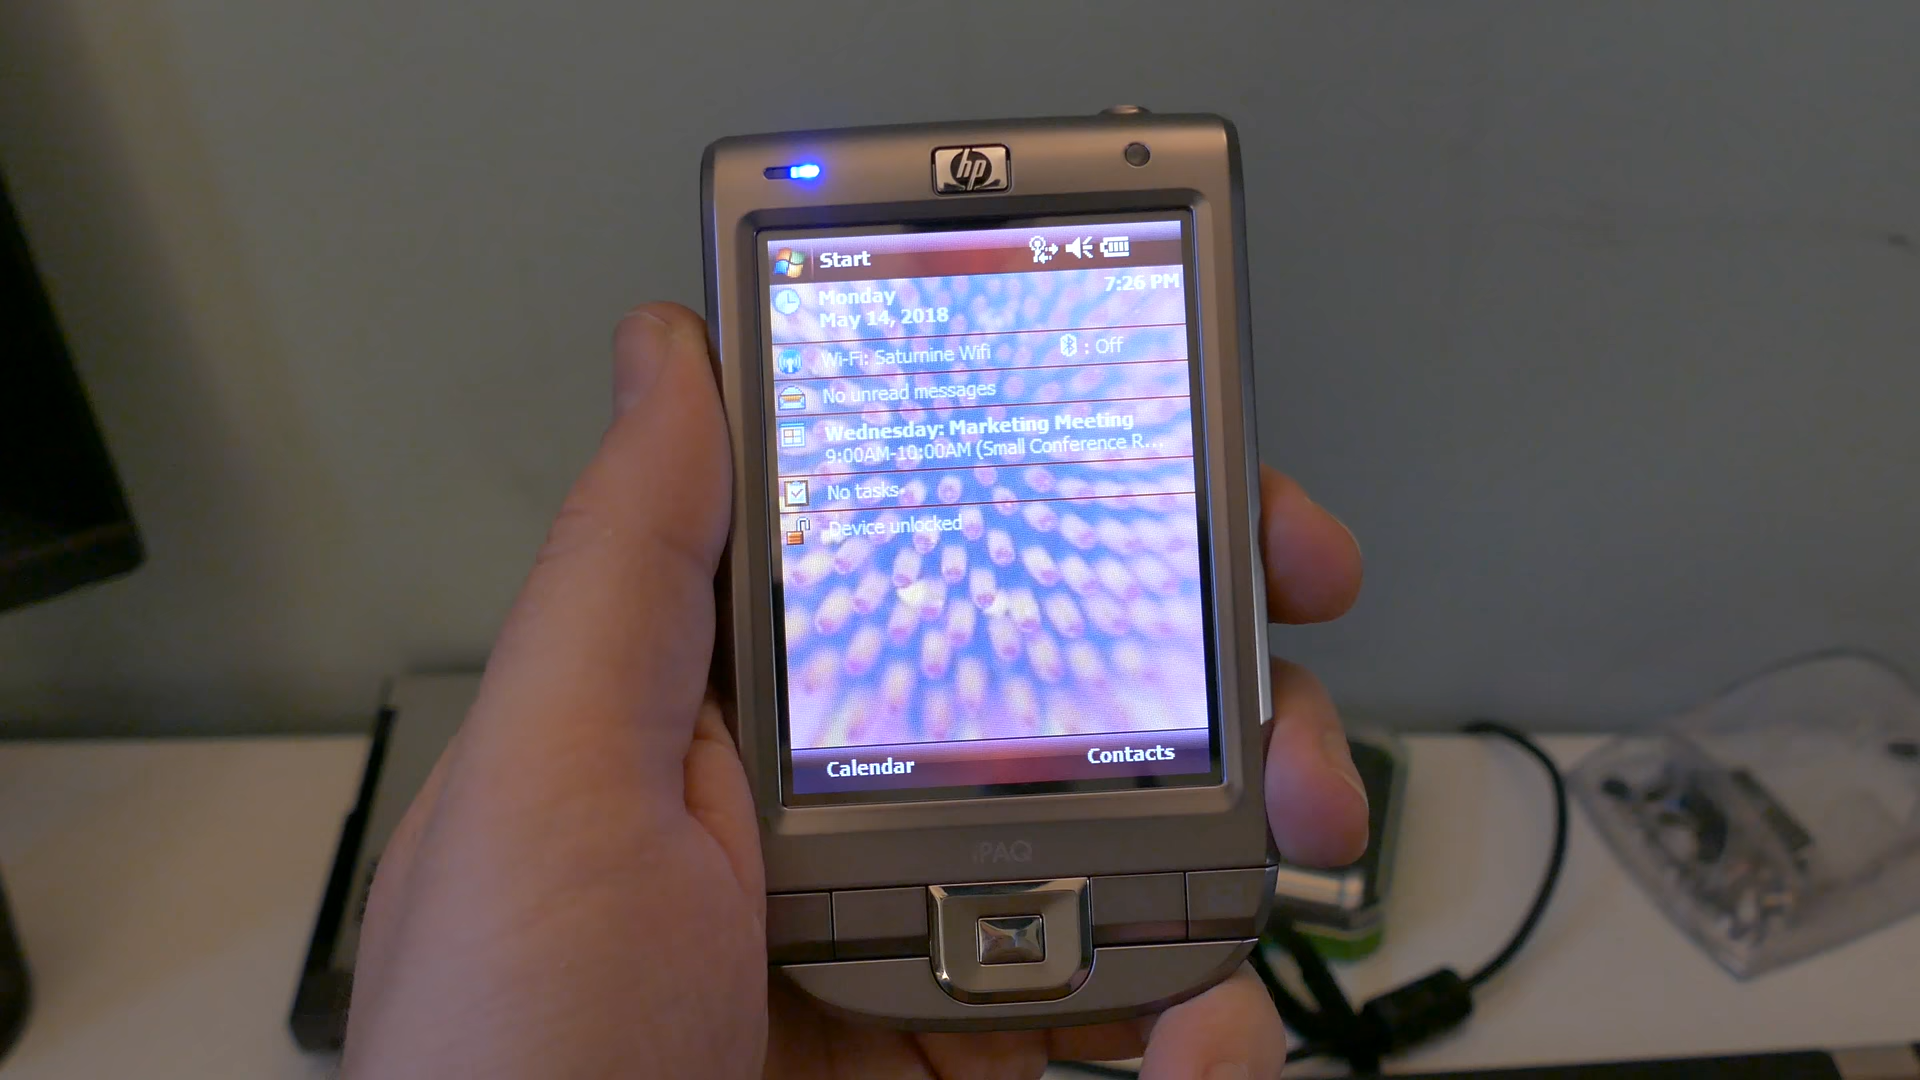 hp
Start
7:26 PM
Monday
May 14, 2018
Wi-Fi: Saturnine Wifi : Off
No unread messages
Wednesday: Marketing Meeting
9:00AM-10:00AM (Small Conference R...
No tasks
Device unlocked
Calendar Contacts
iPAQ